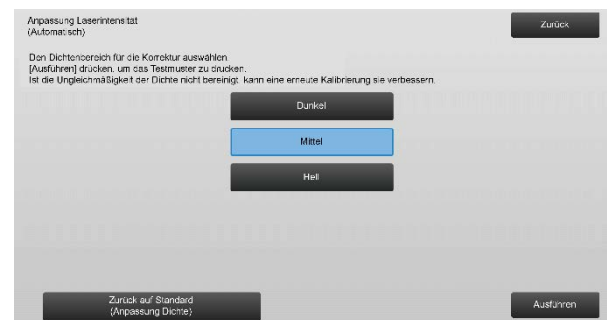 Anpassung Laserintensität
(Automatisch)
Zurück
Den Dichtenbereich für die Korrektur auswählen
[Ausführen] drücken, um das Testmuster zu drucken.
Ist die Ungleichmäßigkeit der Dichte nicht bereinigt, kann eine erneute Kalibrierung sie verbessern.
Dunkel
Mittel
Hell
Zurück auf Standard
(Anpassung Dichte)
Ausführen